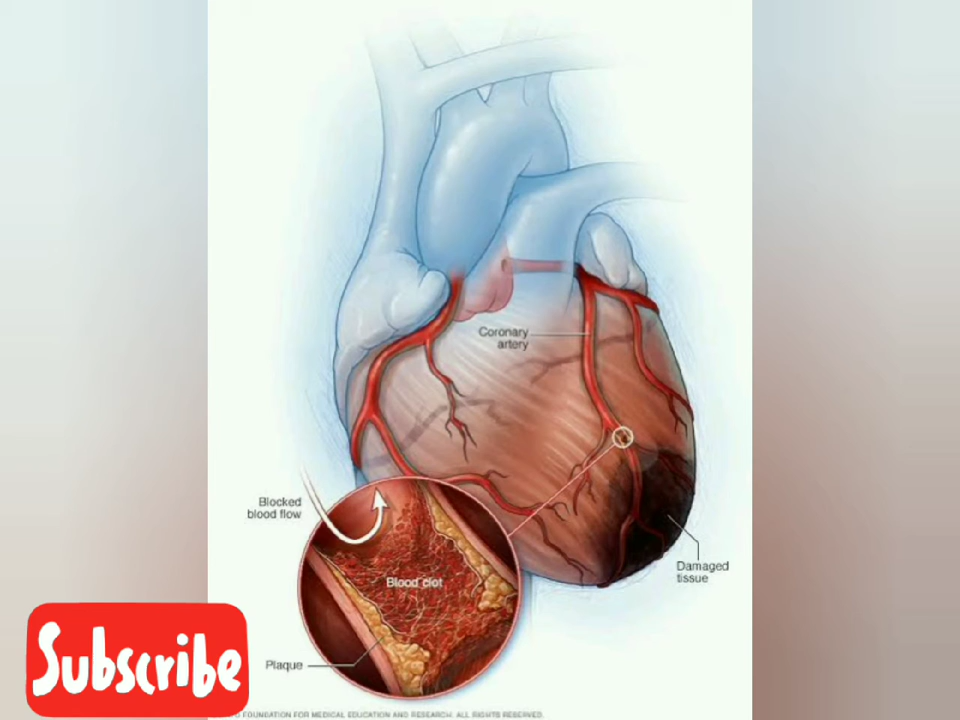 Coronary
artery
Blocked
blood flow
Blood clot
Damaged
tissue
Plaque
Subscribe
FOUNDATION FOR MEDICAL EDUCATION AND RESEARCH. ALL RIGHTS RESERVED.